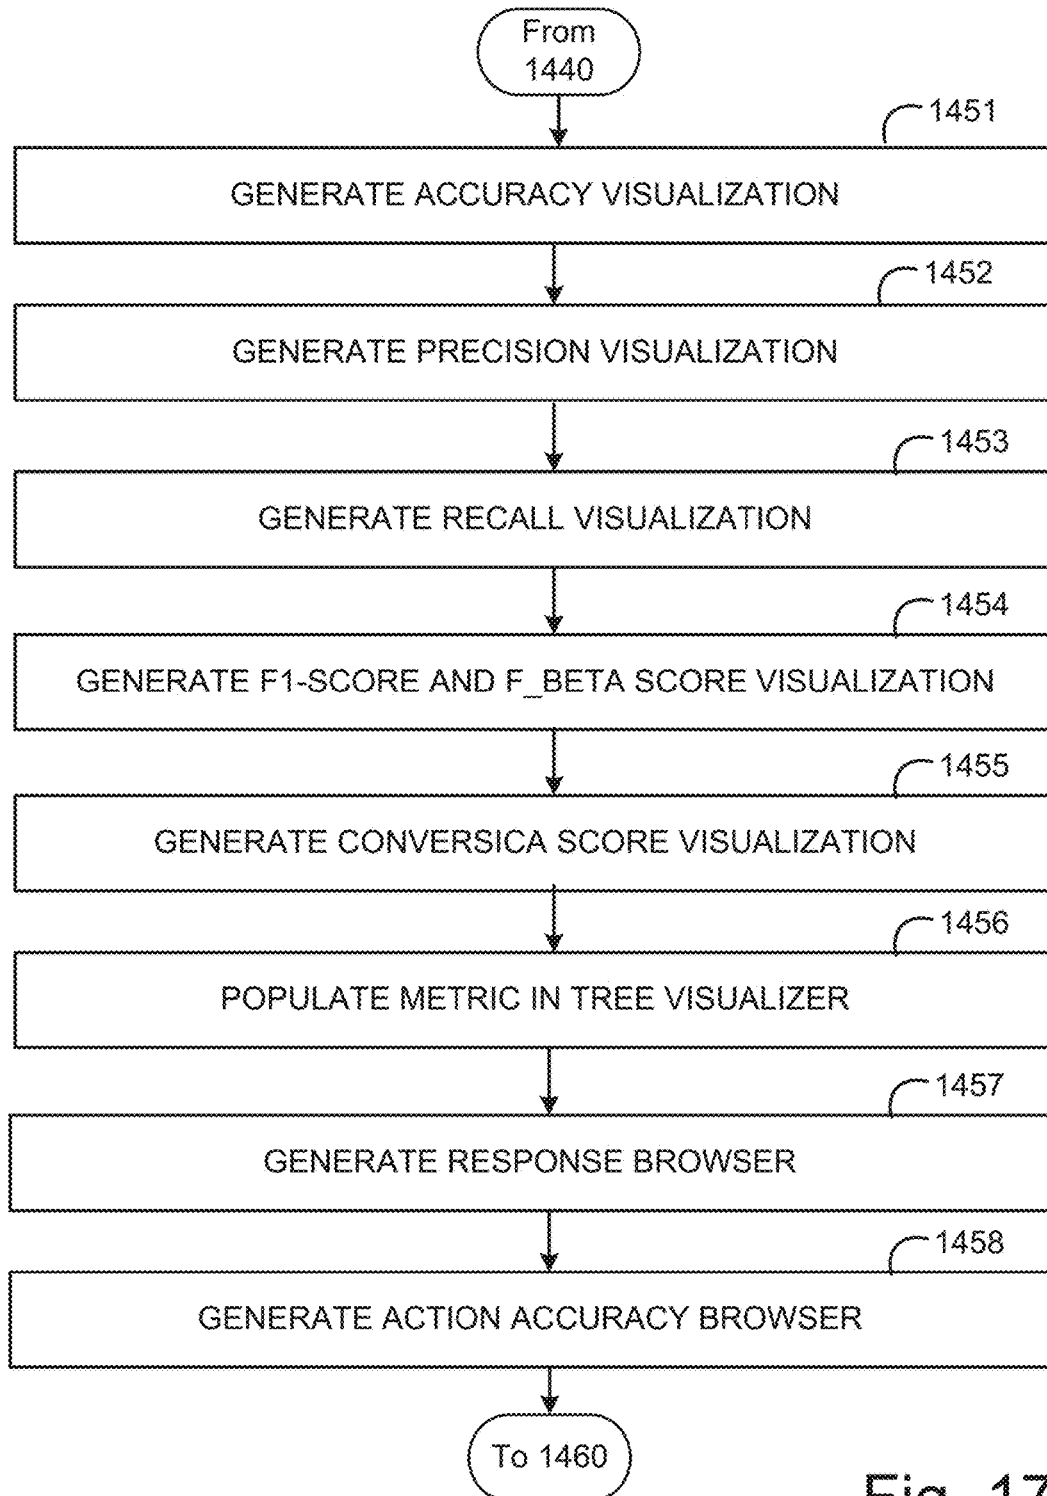 From
1440
1451
GENERATE ACCURACY VISUALIZATION
1452
GENERATE PRECISION VISUALIZATION
1453
GENERATE RECALL VISUALIZATION
1454
GENERATE F1-SCORE AND F_BETA SCORE VISUALIZATION
1455
GENERATE CONVERSICA SCORE VISUALIZATION
1456
POPULATE METRIC IN TREE VISUALIZER
1457
GENERATE RESPONSE BROWSER
1458
GENERATE ACTION ACCURACY BROWSER
To 1460
Fig. 17